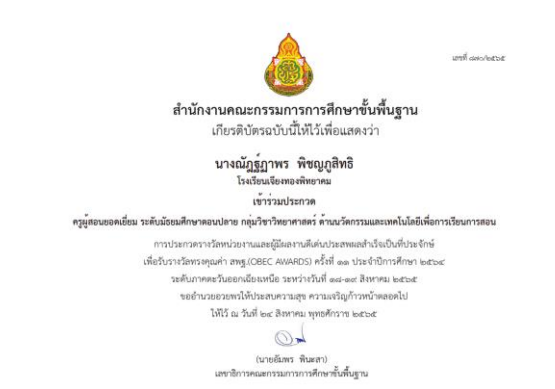 เลขที่ ๘๗๐/๒๕๖๕
สำนักงานคณะกรรมการการศึกษาขั้นพื้นฐาน
เกียรติบัตรฉบับนี้ให้ไว้เพื่อแสดงว่า
นางณัฏฐ์ฏาพร พิชญภูสิทธิ
โรงเรียนเจียงทองพิทยาคม
เข้าร่วมประกวด
ครูผู้สอนยอดเยี่ยม ระดับมัธยมศึกษาตอนปลาย กลุ่มวิชาวิทยาศาสตร์ ด้านนวัตกรรมและเทคโนโลยีเพื่อการเรียนการสอน
การประกวดรางวัลหน่วยงานและผู้มีผลงานดีเด่นประสพผลสำเร็จเป็นที่ประจักษ์
เพื่อรับรางวัลทรงคุณค่า สพฐ.(OBEC AWARDS) ครั้งที่ ๑๑ ประจำปีการศึกษา ๒๕๖๔
ระดับภาคตะวันออกเฉียงเหนือ ระหว่างวันที่ ๑๘-๑๙ สิงหาคม ๒๕๖๕
ขออำนวยอวยพรให้ประสบความสุข ความเจริญก้าวหน้าตลอดไป
ให้ไว้ ณ วันที่ ๒๔ สิงหาคม พุทธศักราช ๒๕๖๕
(นายอัมพร พินะสา)
เลขาธิการคณะกรรมการการศึกษาขั้นพื้นฐาน